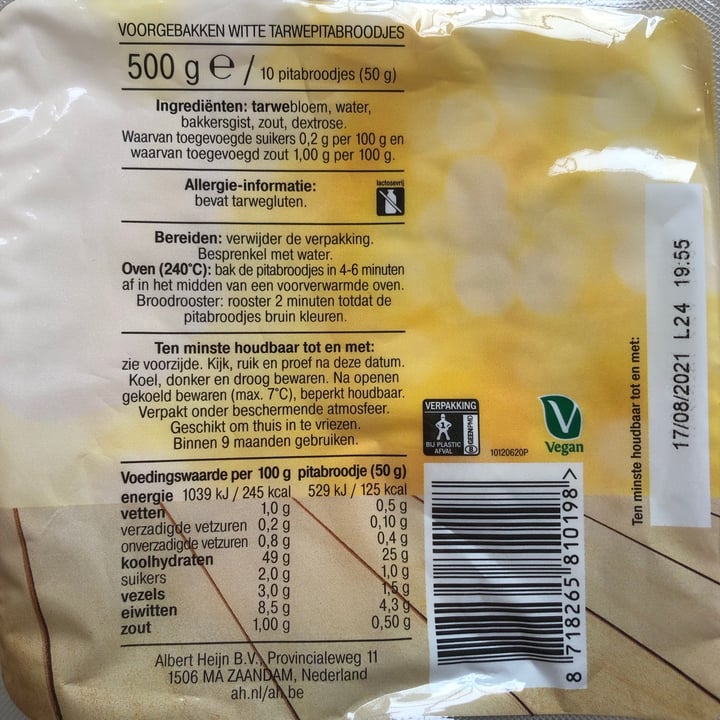 VOORGEBAKKEN WITTE TARWEPITABROODJES
500 g e / 10 pitabroodjes (50 g)
Ingrediënten: tarwebloem, water,
bakkersgist, zout, dextrose.
Waarvan toegevoegde suikers 0,2 g per 100 g en
waarvan toegevoegd zout 1,00 g per 100 g.
Allergie-informatie:
bevat tarwegluten.
lactosevrij
Bereiden: verwijder de verpakking.
Besprenkel met water.
Oven (240°C): bak de pitabroodjes in 4-6 minuten
af in het midden van een voorverwarmde oven.
Broodrooster: rooster 2 minuten totdat de
pitabroodjes bruin kleuren.
Ten minste houdbaar tot en met:
zie voorzijde. Kijk, ruik en proef na deze datum.
Koel, donker en droog bewaren. Na openen
gekoeld bewaren (max. 7°C), beperkt houdbaar.
Verpakt onder beschermende atmosfeer.
Geschikt om thuis in te vriezen.
Binnen 9 maanden gebruiken.
Voedingswaarde per 100 g pitabroodje (50 g)
energie 1039 kJ / 245 kcal 529 kJ / 125 kcal
vetten 1,0 g 0,5 g
verzadigde vetzuren 0,2 g 0,10 g
onverzadigde vetzuren 0,8 g 0,4 g
koolhydraten 49 g 25 g
suikers 2,0 g 1,0 g
vezels 3,0 g 1,5 g
eiwitten 8,5 g 4,3 g
zout 1,00 g 0,50 g
Albert Heijn B.V., Provincialeweg 11
1506 MA ZAANDAM, Nederland
ah.nl/ah.be
VERPAKKING
1
BIJ PLASTIC
AFVAL
GEEN PMD
10120620P
V
Vegan
8 718265 810198 >
Ten minste houdbaar tot en met:
17/08/2021 L24 19:55